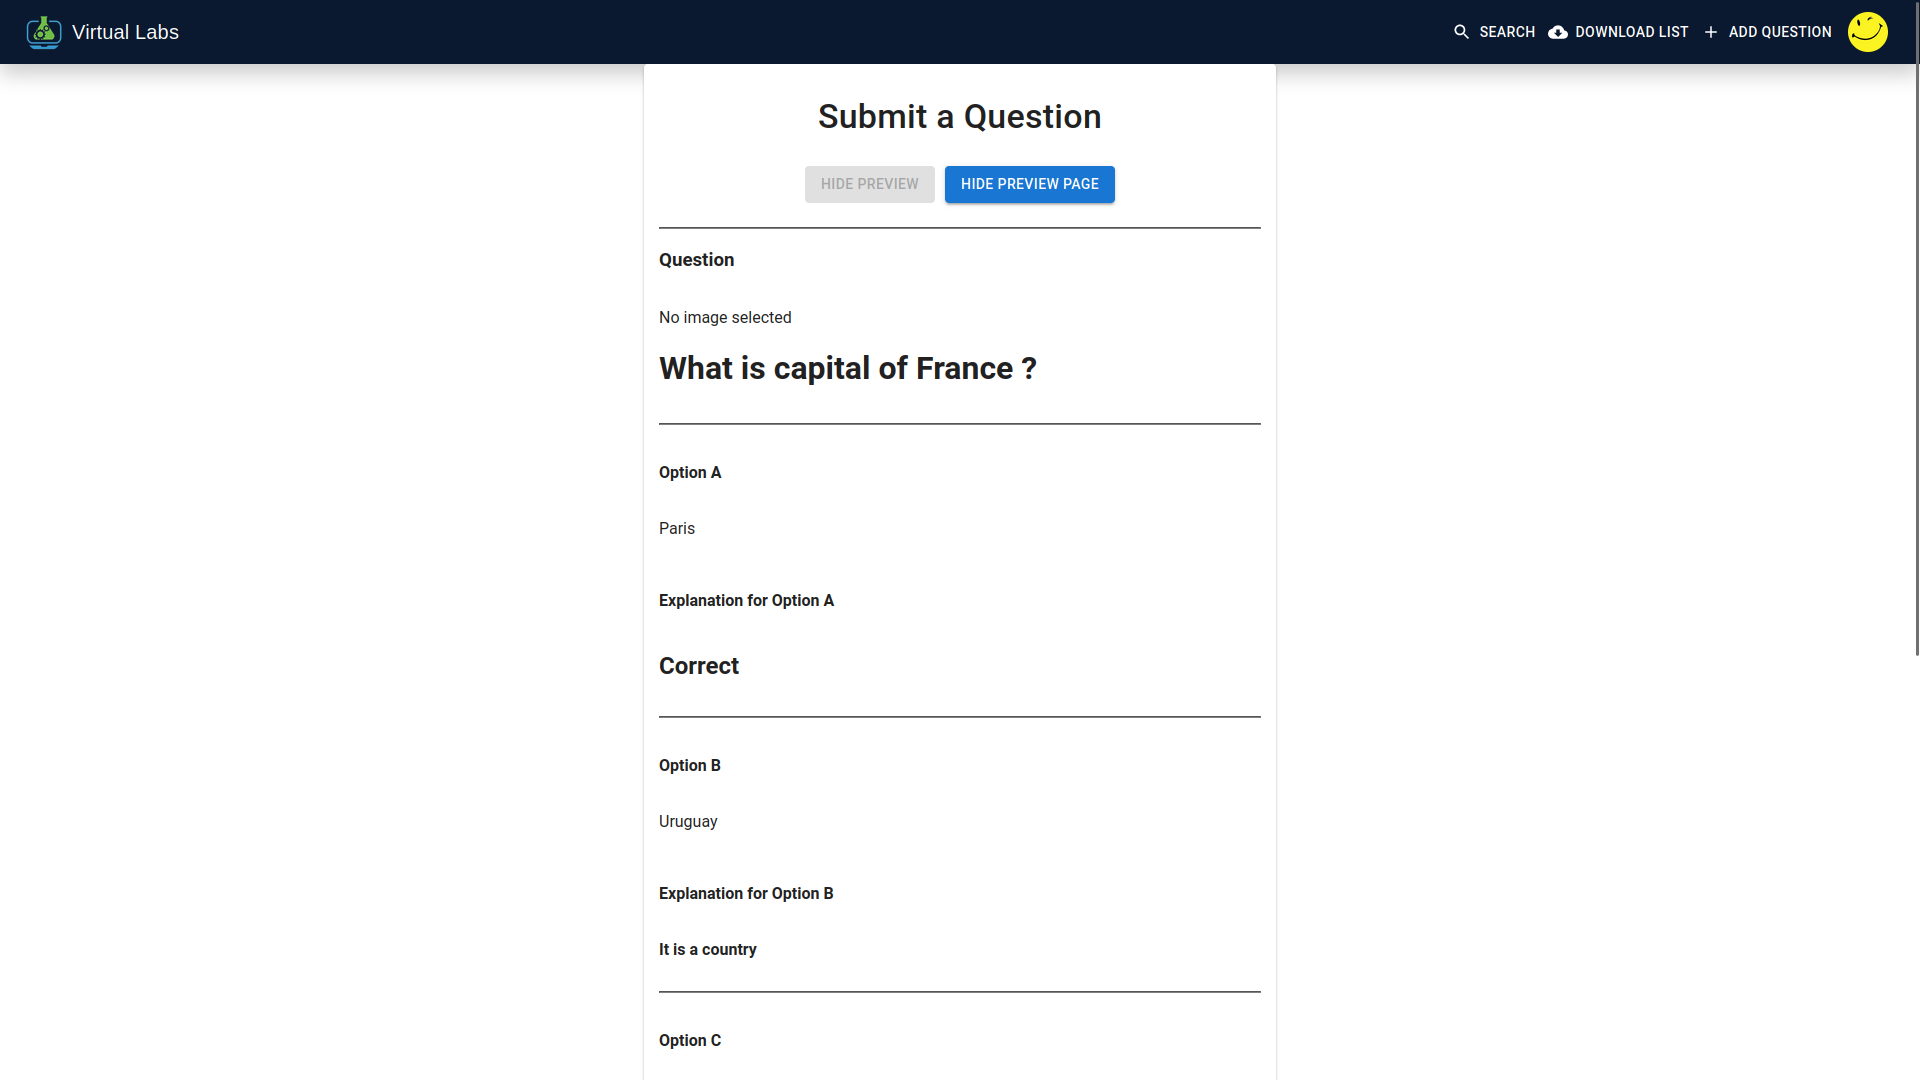 Virtual Labs
SEARCH
DOWNLOAD LIST
ADD QUESTION
Submit a Question
HIDE PREVIEW
HIDE PREVIEW PAGE
Question
No image selected
What is capital of France ?
Option A
Paris
Explanation for Option A
Correct
Option B
Uruguay
Explanation for Option B
It is a country
Option C